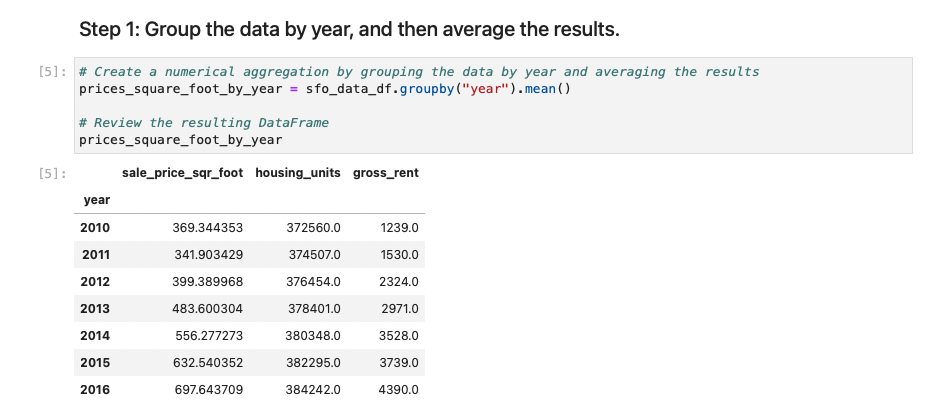 Step 1: Group the data by year, and then average the results.
[5]: # Create a numerical aggregation by grouping the data by year and averaging the results
prices_square_foot_by_year = sfo_data_df.groupby("year").mean()
# Review the resulting DataFrame
prices_square_foot_by_year
[5]: sale_price_sqr_foot housing_units gross_rent
year
2010 369.344353 372560.0 1239.0
2011 341.903429 374507.0 1530.0
2012 399.389968 376454.0 2324.0
2013 483.600304 378401.0 2971.0
2014 556.277273 380348.0 3528.0
2015 632.540352 382295.0 3739.0
2016 697.643709 384242.0 4390.0